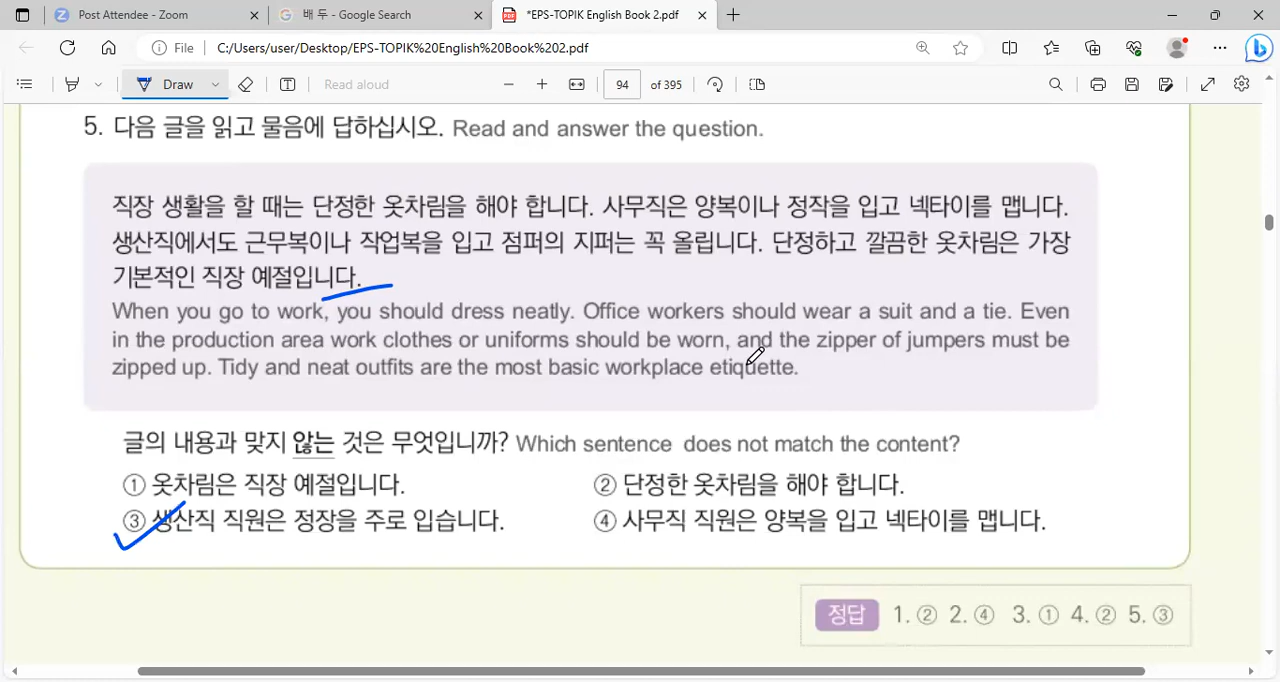 Post Attendee - Zoom
배 두 - Google Search
*EPS-TOPIK English Book 2.pdf
File
C:/Users/user/Desktop/EPS-TOPIK%20English%20Book%202.pdf
Draw
Read aloud
94
of 395
5. 다음 글을 읽고 물음에 답하십시오. Read and answer the question.
직장 생활을 할 때는 단정한 옷차림을 해야 합니다. 사무직은 양복이나 정작을 입고 넥타이를 맵니다.
생산직에서도 근무복이나 작업복을 입고 점퍼의 지퍼는 꼭 올립니다. 단정하고 깔끔한 옷차림은 가장
기본적인 직장 예절입니다.
When you go to work, you should dress neatly. Office workers should wear a suit and a tie. Even
in the production area work clothes or uniforms should be worn, and the zipper of jumpers must be
zipped up. Tidy and neat outfits are the most basic workplace etiquette.
글의 내용과 맞지 않는 것은 무엇입니까? Which sentence does not match the content?
① 옷차림은 직장 예절입니다.
② 단정한 옷차림을 해야 합니다.
③ 생산직 직원은 정장을 주로 입습니다.
④ 사무직 직원은 양복을 입고 넥타이를 맵니다.
정답 1. ② 2. ④ 3. ① 4. ② 5. ③